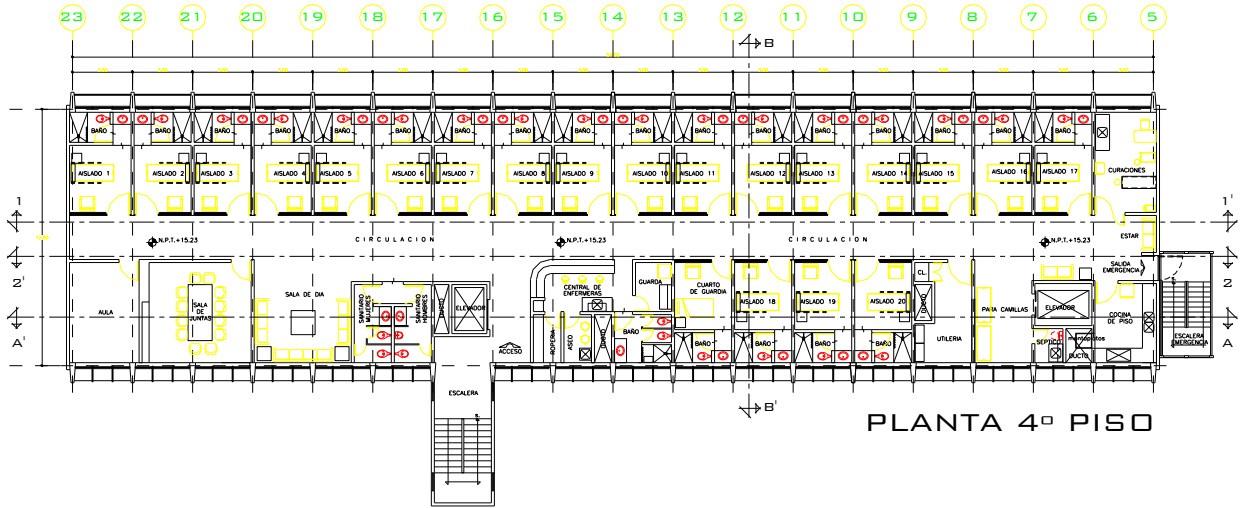 23 22 21 20 19 18 17 16 15 14 13 12 11 10 9 8 7 6 5
B
BAÑO BAÑO BAÑO BAÑO BAÑO BAÑO BAÑO BAÑO BAÑO BAÑO BAÑO BAÑO BAÑO BAÑO BAÑO BAÑO BAÑO
AISLADO 1 AISLADO 2 AISLADO 3 AISLADO 4 AISLADO 5 AISLADO 6 AISLADO 7 AISLADO 8 AISLADO 9 AISLADO 10 AISLADO 11 AISLADO 12 AISLADO 13 AISLADO 14 AISLADO 15 AISLADO 16 AISLADO 17 CURACIONES
1 1'
ESTAR
N.P.T.+15.23 CIRCULACION N.P.T.+15.23 CIRCULACION N.P.T.+15.23
2' 2
SALIDA
EMERGENCIA
AULA
SALA
DE
JUNTAS
SALA DE DIA
SANITARIO
MUJERES
SANITARIO
HOMBRES
DUCTO
ELEVADOR
ACCESO
CENTRAL DE
ENFERMERAS
ROPERIA
ASEO
DUCTO
BAÑO
GUARDA
CUARTO
DE GUARDIA
AISLADO 18 AISLADO 19 AISLADO 20
BAÑO BAÑO BAÑO BAÑO
CL.
DUCTO
UTILERIA
PARA CAMILLAS
ELEVADOR
SEPTICO
DUCTO
COCINA
DE PISO
ESCALERA
EMERGENCIA
A' A
ESCALERA
B'
PLANTA 4º PISO